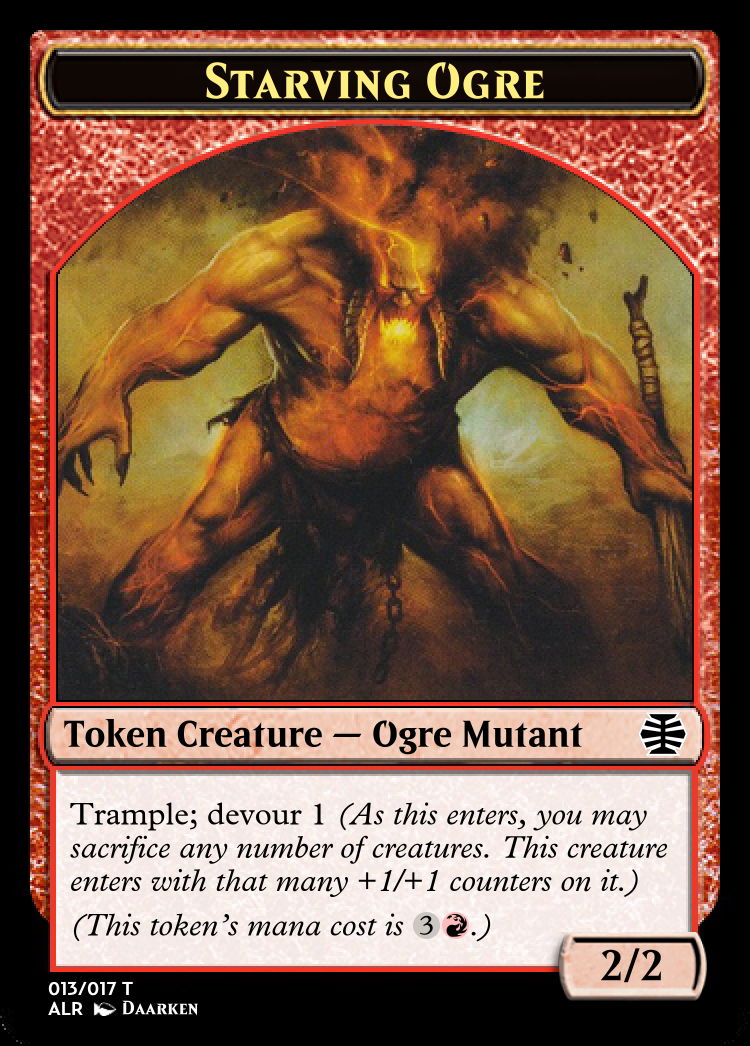 Starving Ogre
Token Creature — Ogre Mutant
Trample; devour 1 (As this enters, you may
sacrifice any number of creatures. This creature
enters with that many +1/+1 counters on it.)
(This token's mana cost is 3.)
2/2
013/017 T
ALR Daarken